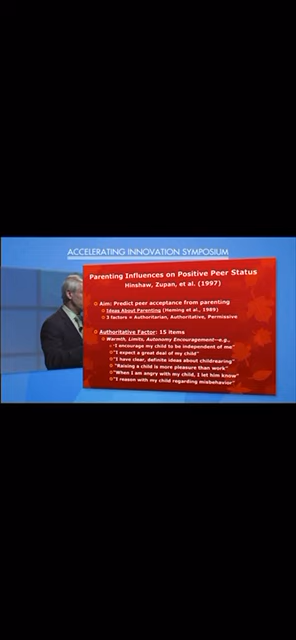 ACCELERATING INNOVATION SYMPOSIUM
Parenting Influences on Positive Peer Status
Hinshaw, Zupan, et al. (1997)
Aim: Predict peer acceptance from parenting
Ideas About Parenting (Heming et al., 1989)
3 factors = Authoritarian, Authoritative, Permissive
Authoritative Factor: 15 items
Warmth, Limits, Autonomy Encouragement--e.g.,
"I encourage my child to be independent of me"
"I expect a great deal of my child"
"I have clear, definite ideas about childrearing"
"Raising a child is more pleasure than work"
"When I am angry with my child, I let him know"
"I reason with my child regarding misbehavior"